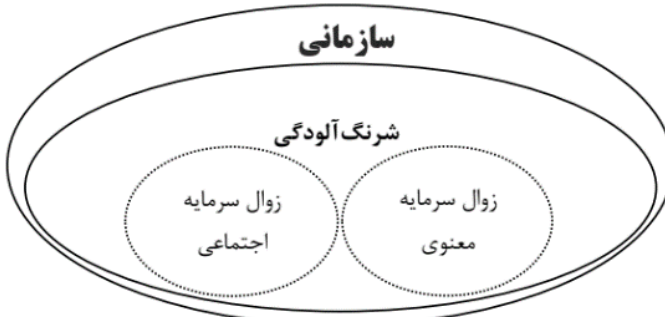 سازمانی
شرنگ‌آلودگی
زوال سرمایه
معنوی
زوال سرمایه
اجتماعی